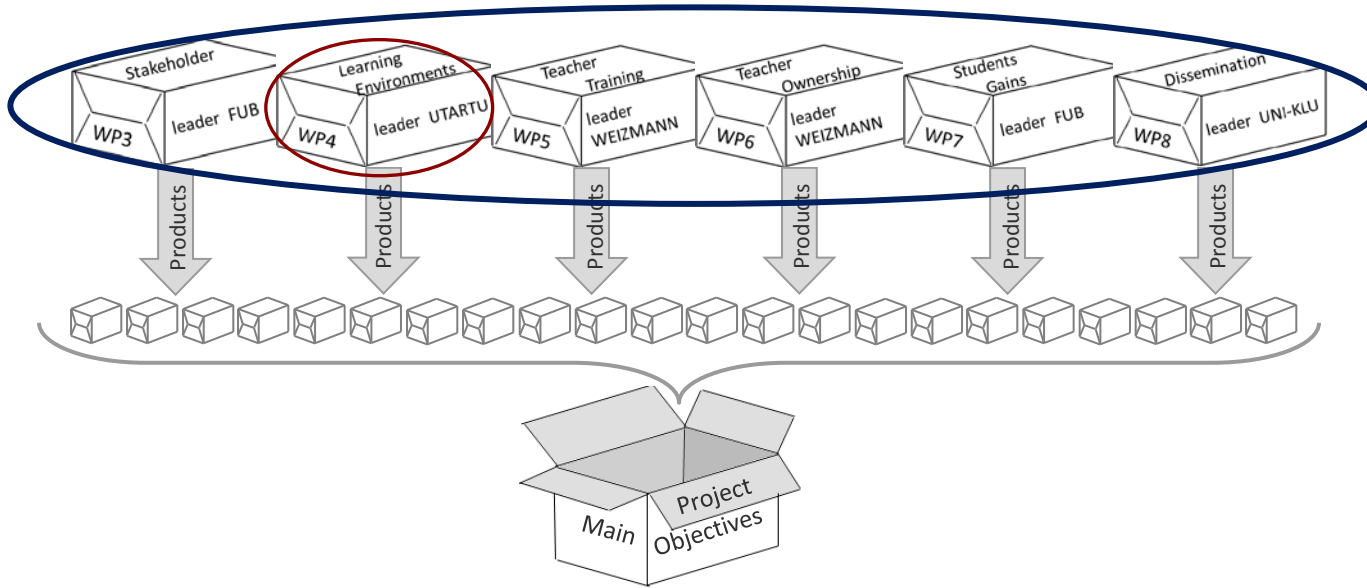 Stakeholder
WP3
leader FUB
Learning
Environments
WP4
leader UTARTU
Teacher
Training
WP5
leader
WEIZMANN
Teacher
Ownership
WP6
leader
WEIZMANN
Students
Gains
WP7
leader FUB
Dissemination
WP8
leader UNI-KLU
Products
Products
Products
Products
Products
Products
Main
Project
Objectives